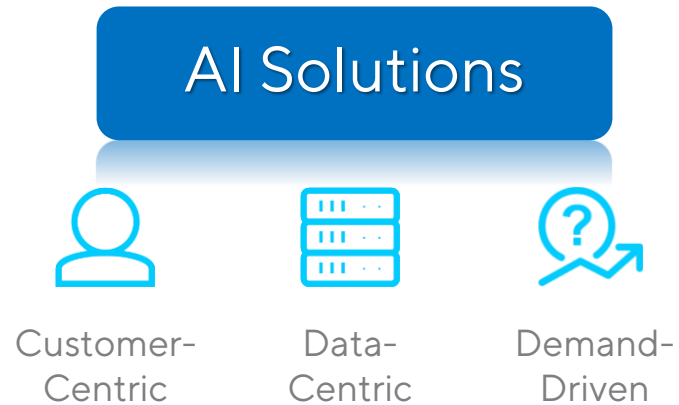 AI Solutions
?
Customer-
Centric
Data-
Centric
Demand-
Driven